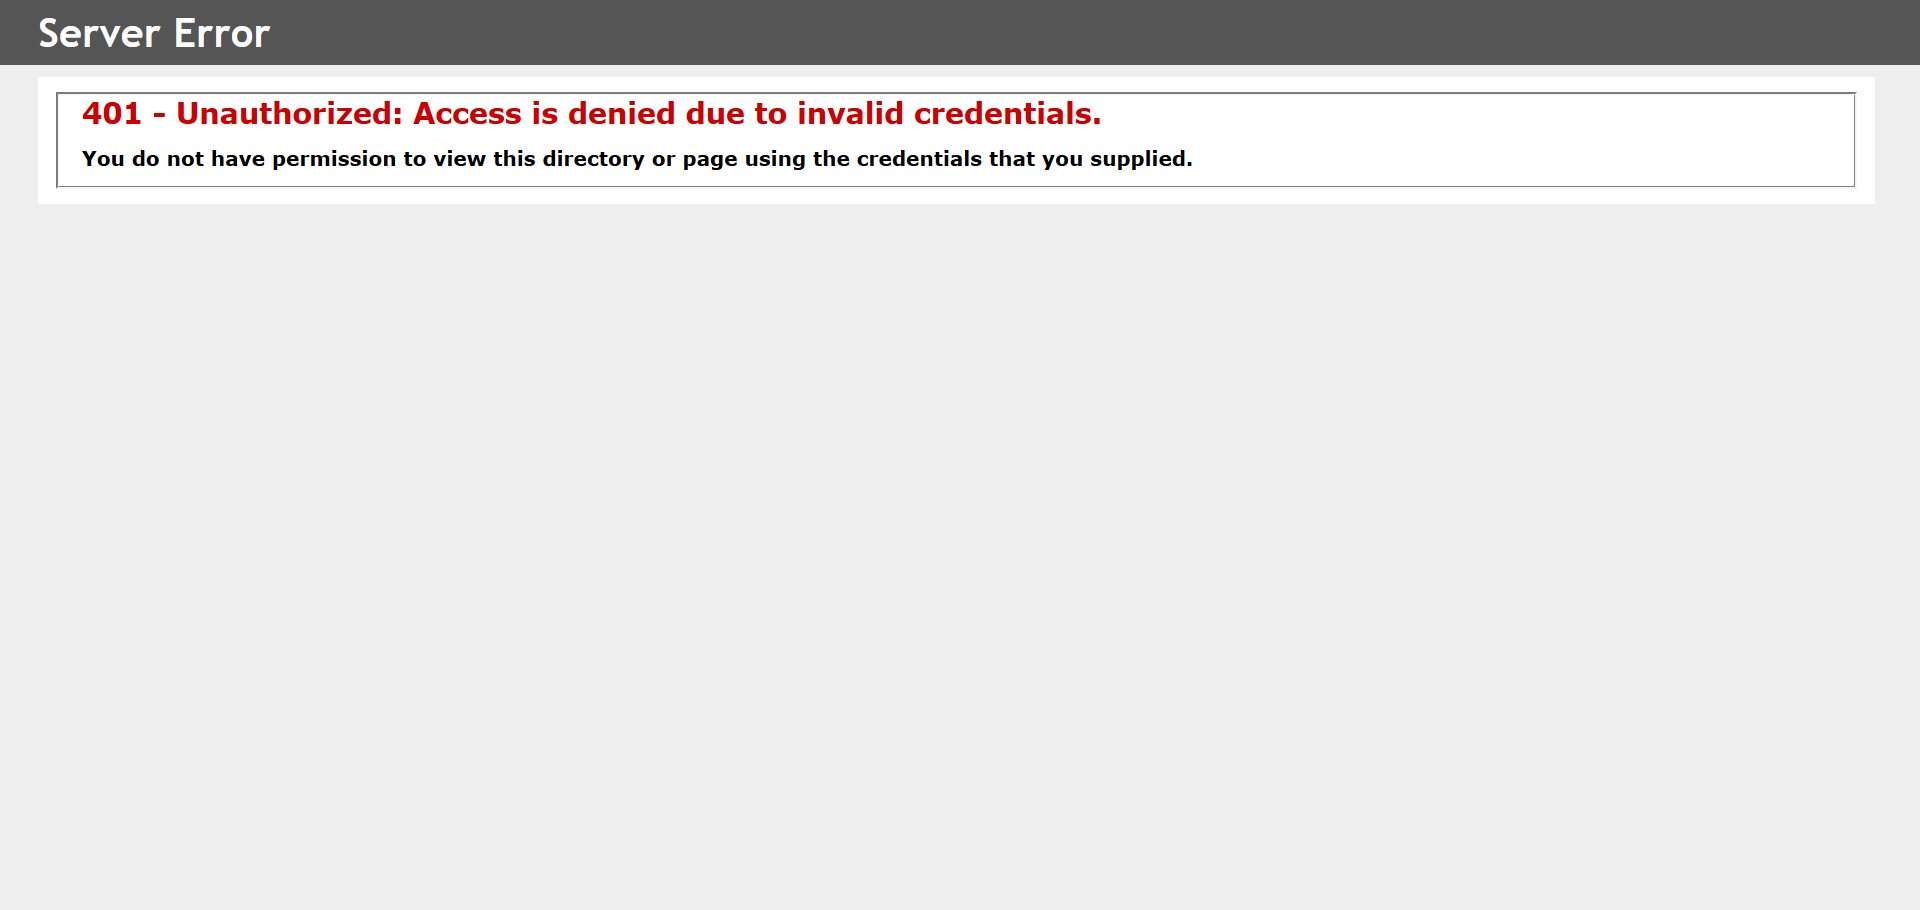 Server Error
401 - Unauthorized: Access is denied due to invalid credentials.
You do not have permission to view this directory or page using the credentials that you supplied.